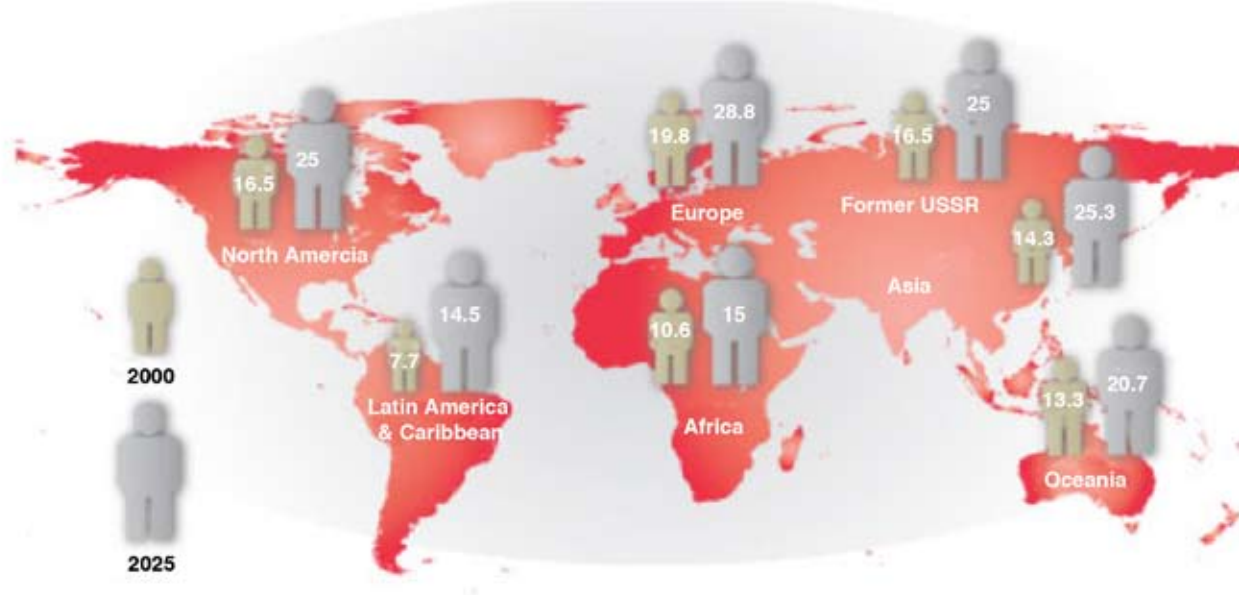 16.5
25
North Amercia
19.8
28.8
Europe
16.5
25
Former USSR
14.3
25.3
Asia
7.7
14.5
Latin America
& Caribbean
10.6
15
Africa
13.3
20.7
Oceania
2000
2025